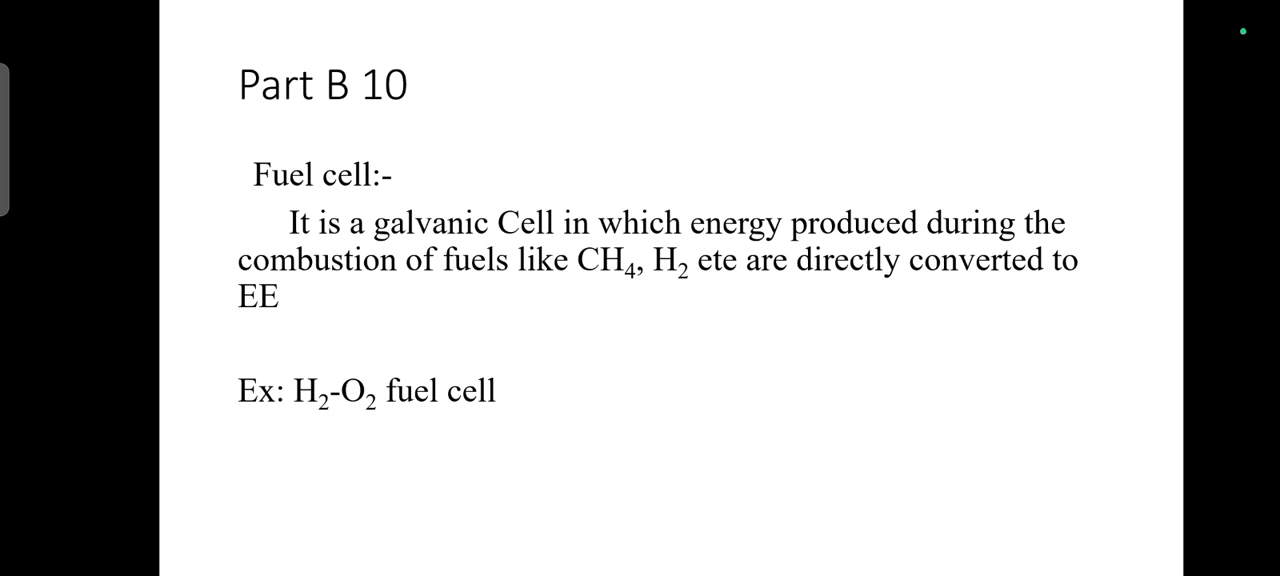 Part B 10
Fuel cell:-
It is a galvanic Cell in which energy produced during the
combustion of fuels like CH₄, H₂ ete are directly converted to
EE
Ex: H₂-O₂ fuel cell